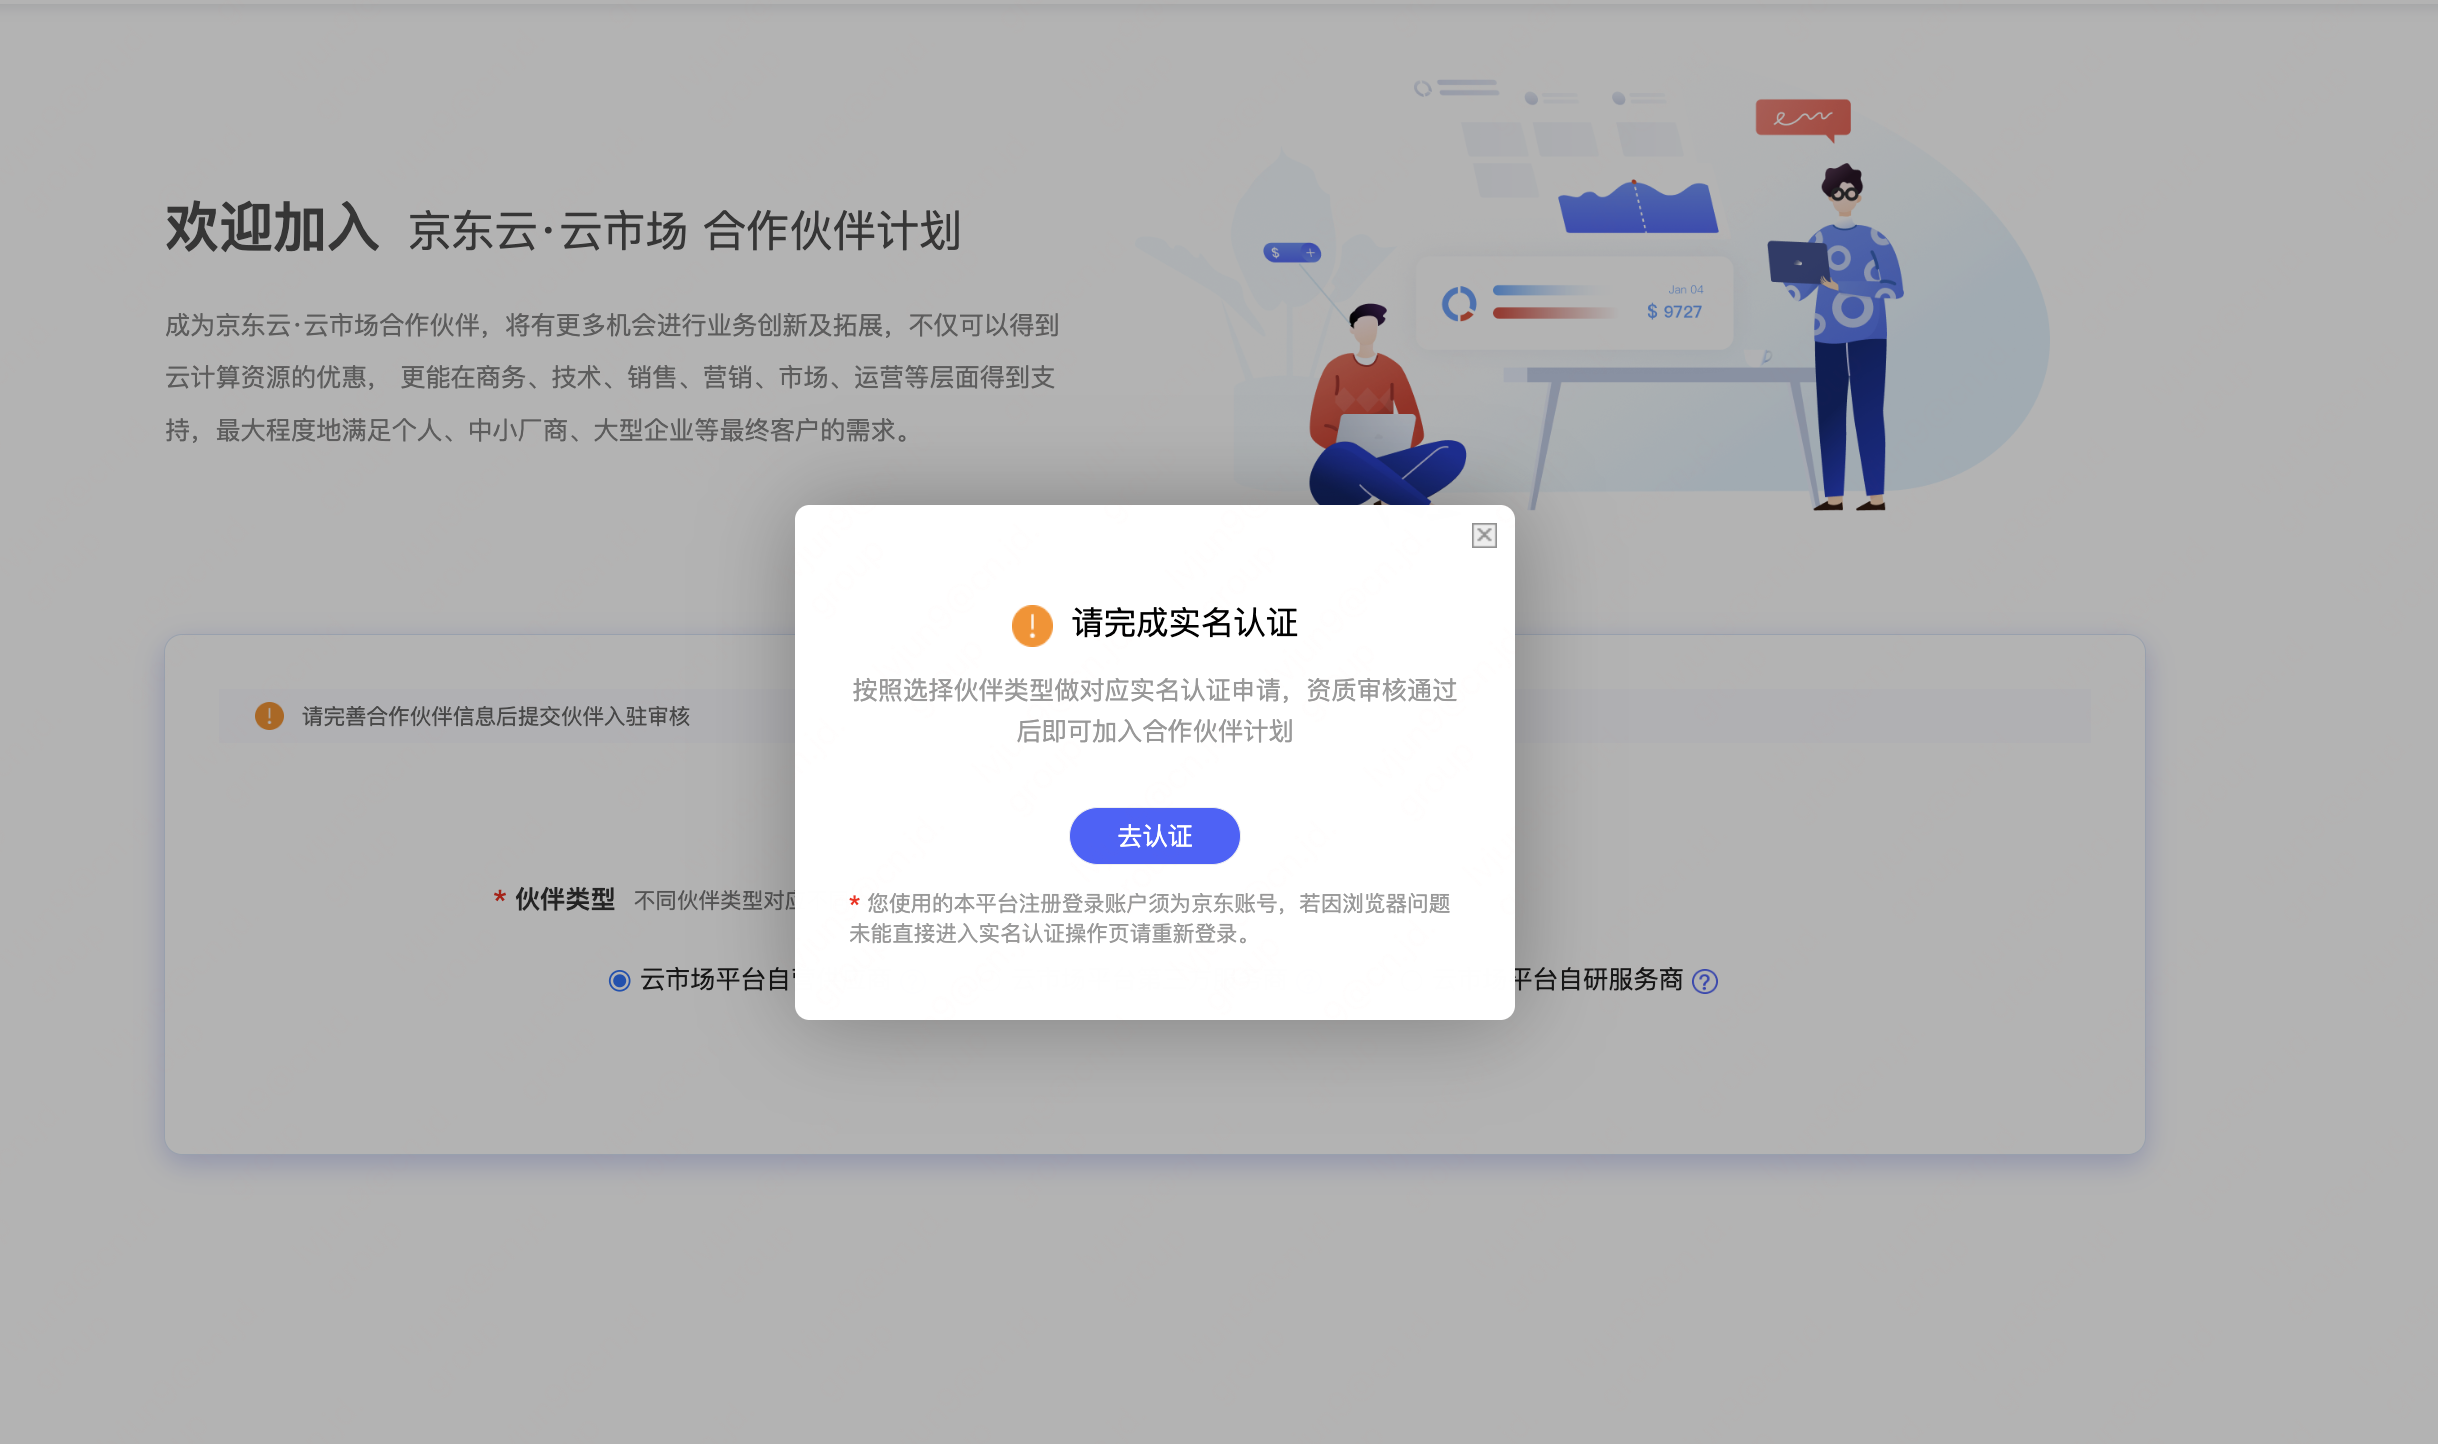 欢迎加入 京东云·云市场 合作伙伴计划
成为京东云·云市场合作伙伴，将有更多机会进行业务创新及拓展，不仅可以得到
云计算资源的优惠， 更能在商务、技术、销售、营销、市场、运营等层面得到支
持，最大程度地满足个人、中小厂商、大型企业等最终客户的需求。
$ +
Jan 04
$ 9727
请完成实名认证
按照选择伙伴类型做对应实名认证申请，资质审核通过
后即可加入合作伙伴计划
去认证
* 您使用的本平台注册登录账户须为京东账号，若因浏览器问题
未能直接进入实名认证操作页请重新登录。
请完善合作伙伴信息后提交伙伴入驻审核
* 伙伴类型 不同伙伴类型对应
云市场平台自
平台自研服务商 ?